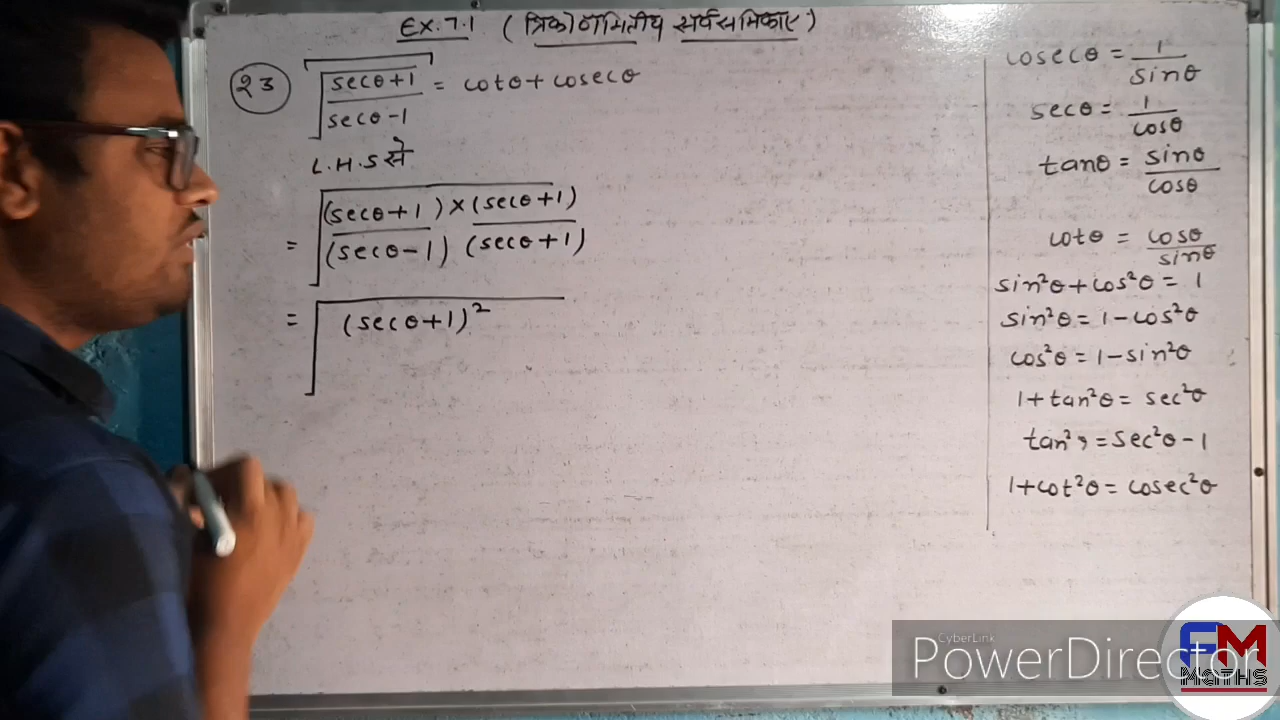 Ex.7.1 (त्रिकोणमितीय सर्वसमिकाए)
२३ √(secθ+1 / secθ-1) = cotθ + cosecθ
L.H.S से
= √((secθ+1) × (secθ+1) / (secθ-1) (secθ+1))
= √((secθ+1)²
cosecθ = 1/sinθ
secθ = 1/cosθ
tanθ = sinθ/cosθ
cotθ = cosθ/sinθ
sin²θ + cos²θ = 1
sin²θ = 1 - cos²θ
cos²θ = 1 - sin²θ
1 + tan²θ = sec²θ
tan² = sec²θ - 1
1 + cot²θ = cosec²θ
CyberLink
PowerDirector
FM
MATHS